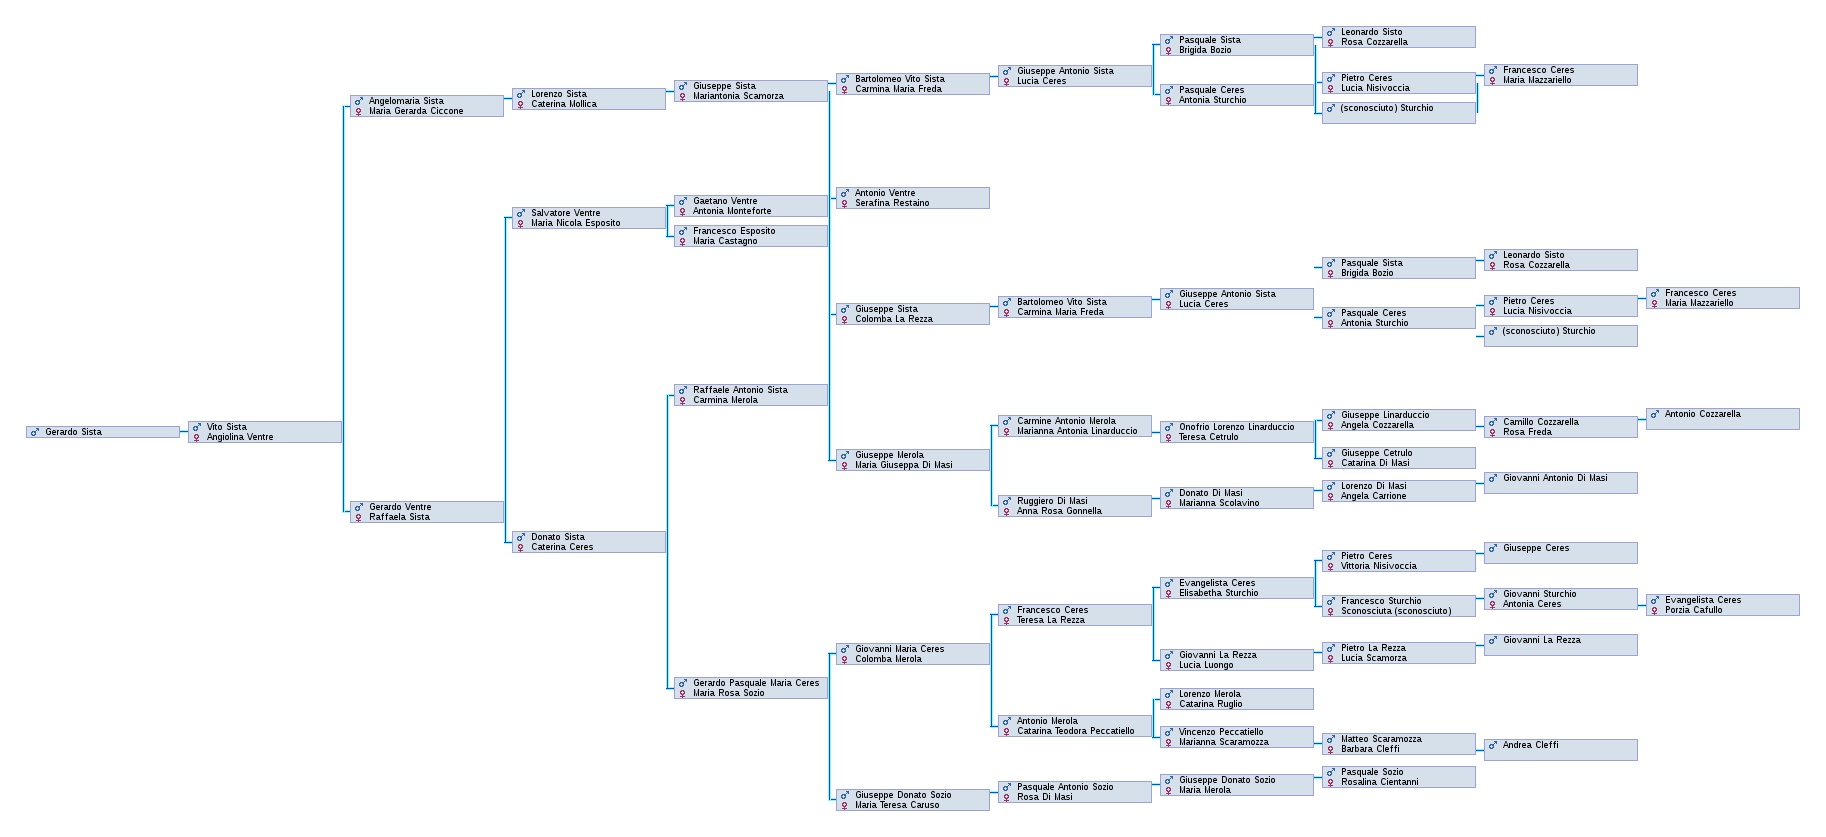 Gerardo Sista
Vito Sista
Angiolina Ventre
Angelomaria Sista
Maria Gerarda Ciccone
Gerardo Ventre
Raffaela Sista
Lorenzo Sista
Caterina Mollica
Salvatore Ventre
Maria Nicola Esposito
Donato Sista
Caterina Ceres
Giuseppe Sista
Mariantonia Scamorza
Gaetano Ventre
Antonia Monteforte
Francesco Esposito
Maria Castagno
Raffaele Antonio Sista
Carmina Merola
Gerardo Pasquale Maria Ceres
Maria Rosa Sozio
Bartolomeo Vito Sista
Carmina Maria Freda
Antonio Ventre
Serafina Restaino
Giuseppe Sista
Colomba La Rezza
Giuseppe Merola
Maria Giuseppa Di Masi
Giovanni Maria Ceres
Colomba Merola
Giuseppe Donato Sozio
Maria Teresa Caruso
Giuseppe Antonio Sista
Lucia Ceres
Bartolomeo Vito Sista
Carmina Maria Freda
Carmine Antonio Merola
Marianna Antonia Linarduccio
Ruggiero Di Masi
Anna Rosa Gonnella
Francesco Ceres
Teresa La Rezza
Antonio Merola
Catarina Teodora Peccatiello
Pasquale Antonio Sozio
Rosa Di Masi
Pasquale Sista
Brigida Bozio
Pasquale Ceres
Antonia Sturchio
Giuseppe Antonio Sista
Lucia Ceres
Onofrio Lorenzo Linarduccio
Teresa Cetrulo
Donato Di Masi
Marianna Scolavino
Evangelista Ceres
Elisabetha Sturchio
Giovanni La Rezza
Lucia Luongo
Lorenzo Merola
Catarina Ruglio
Vincenzo Peccatiello
Marianna Scaramozza
Giuseppe Donato Sozio
Maria Merola
Leonardo Sisto
Rosa Cozzarella
Pietro Ceres
Lucia Nisivoccia
(sconosciuto) Sturchio
Pasquale Sista
Brigida Bozio
Pasquale Ceres
Antonia Sturchio
Giuseppe Linarduccio
Angela Cozzarella
Giuseppe Cetrulo
Catarina Di Masi
Lorenzo Di Masi
Angela Carrione
Pietro Ceres
Vittoria Nisivoccia
Francesco Sturchio
Sconosciuta (sconosciuto)
Pietro La Rezza
Lucia Scamorza
Matteo Scaramozza
Barbara Cleffi
Pasquale Sozio
Rosalina Cientanni
Francesco Ceres
Maria Mazzariello
Leonardo Sisto
Rosa Cozzarella
Pietro Ceres
Lucia Nisivoccia
(sconosciuto) Sturchio
Camillo Cozzarella
Rosa Freda
Giovanni Antonio Di Masi
Giuseppe Ceres
Giovanni Sturchio
Antonia Ceres
Giovanni La Rezza
Andrea Cleffi
Francesco Ceres
Maria Mazzariello
Antonio Cozzarella
Evangelista Ceres
Porzia Cafullo